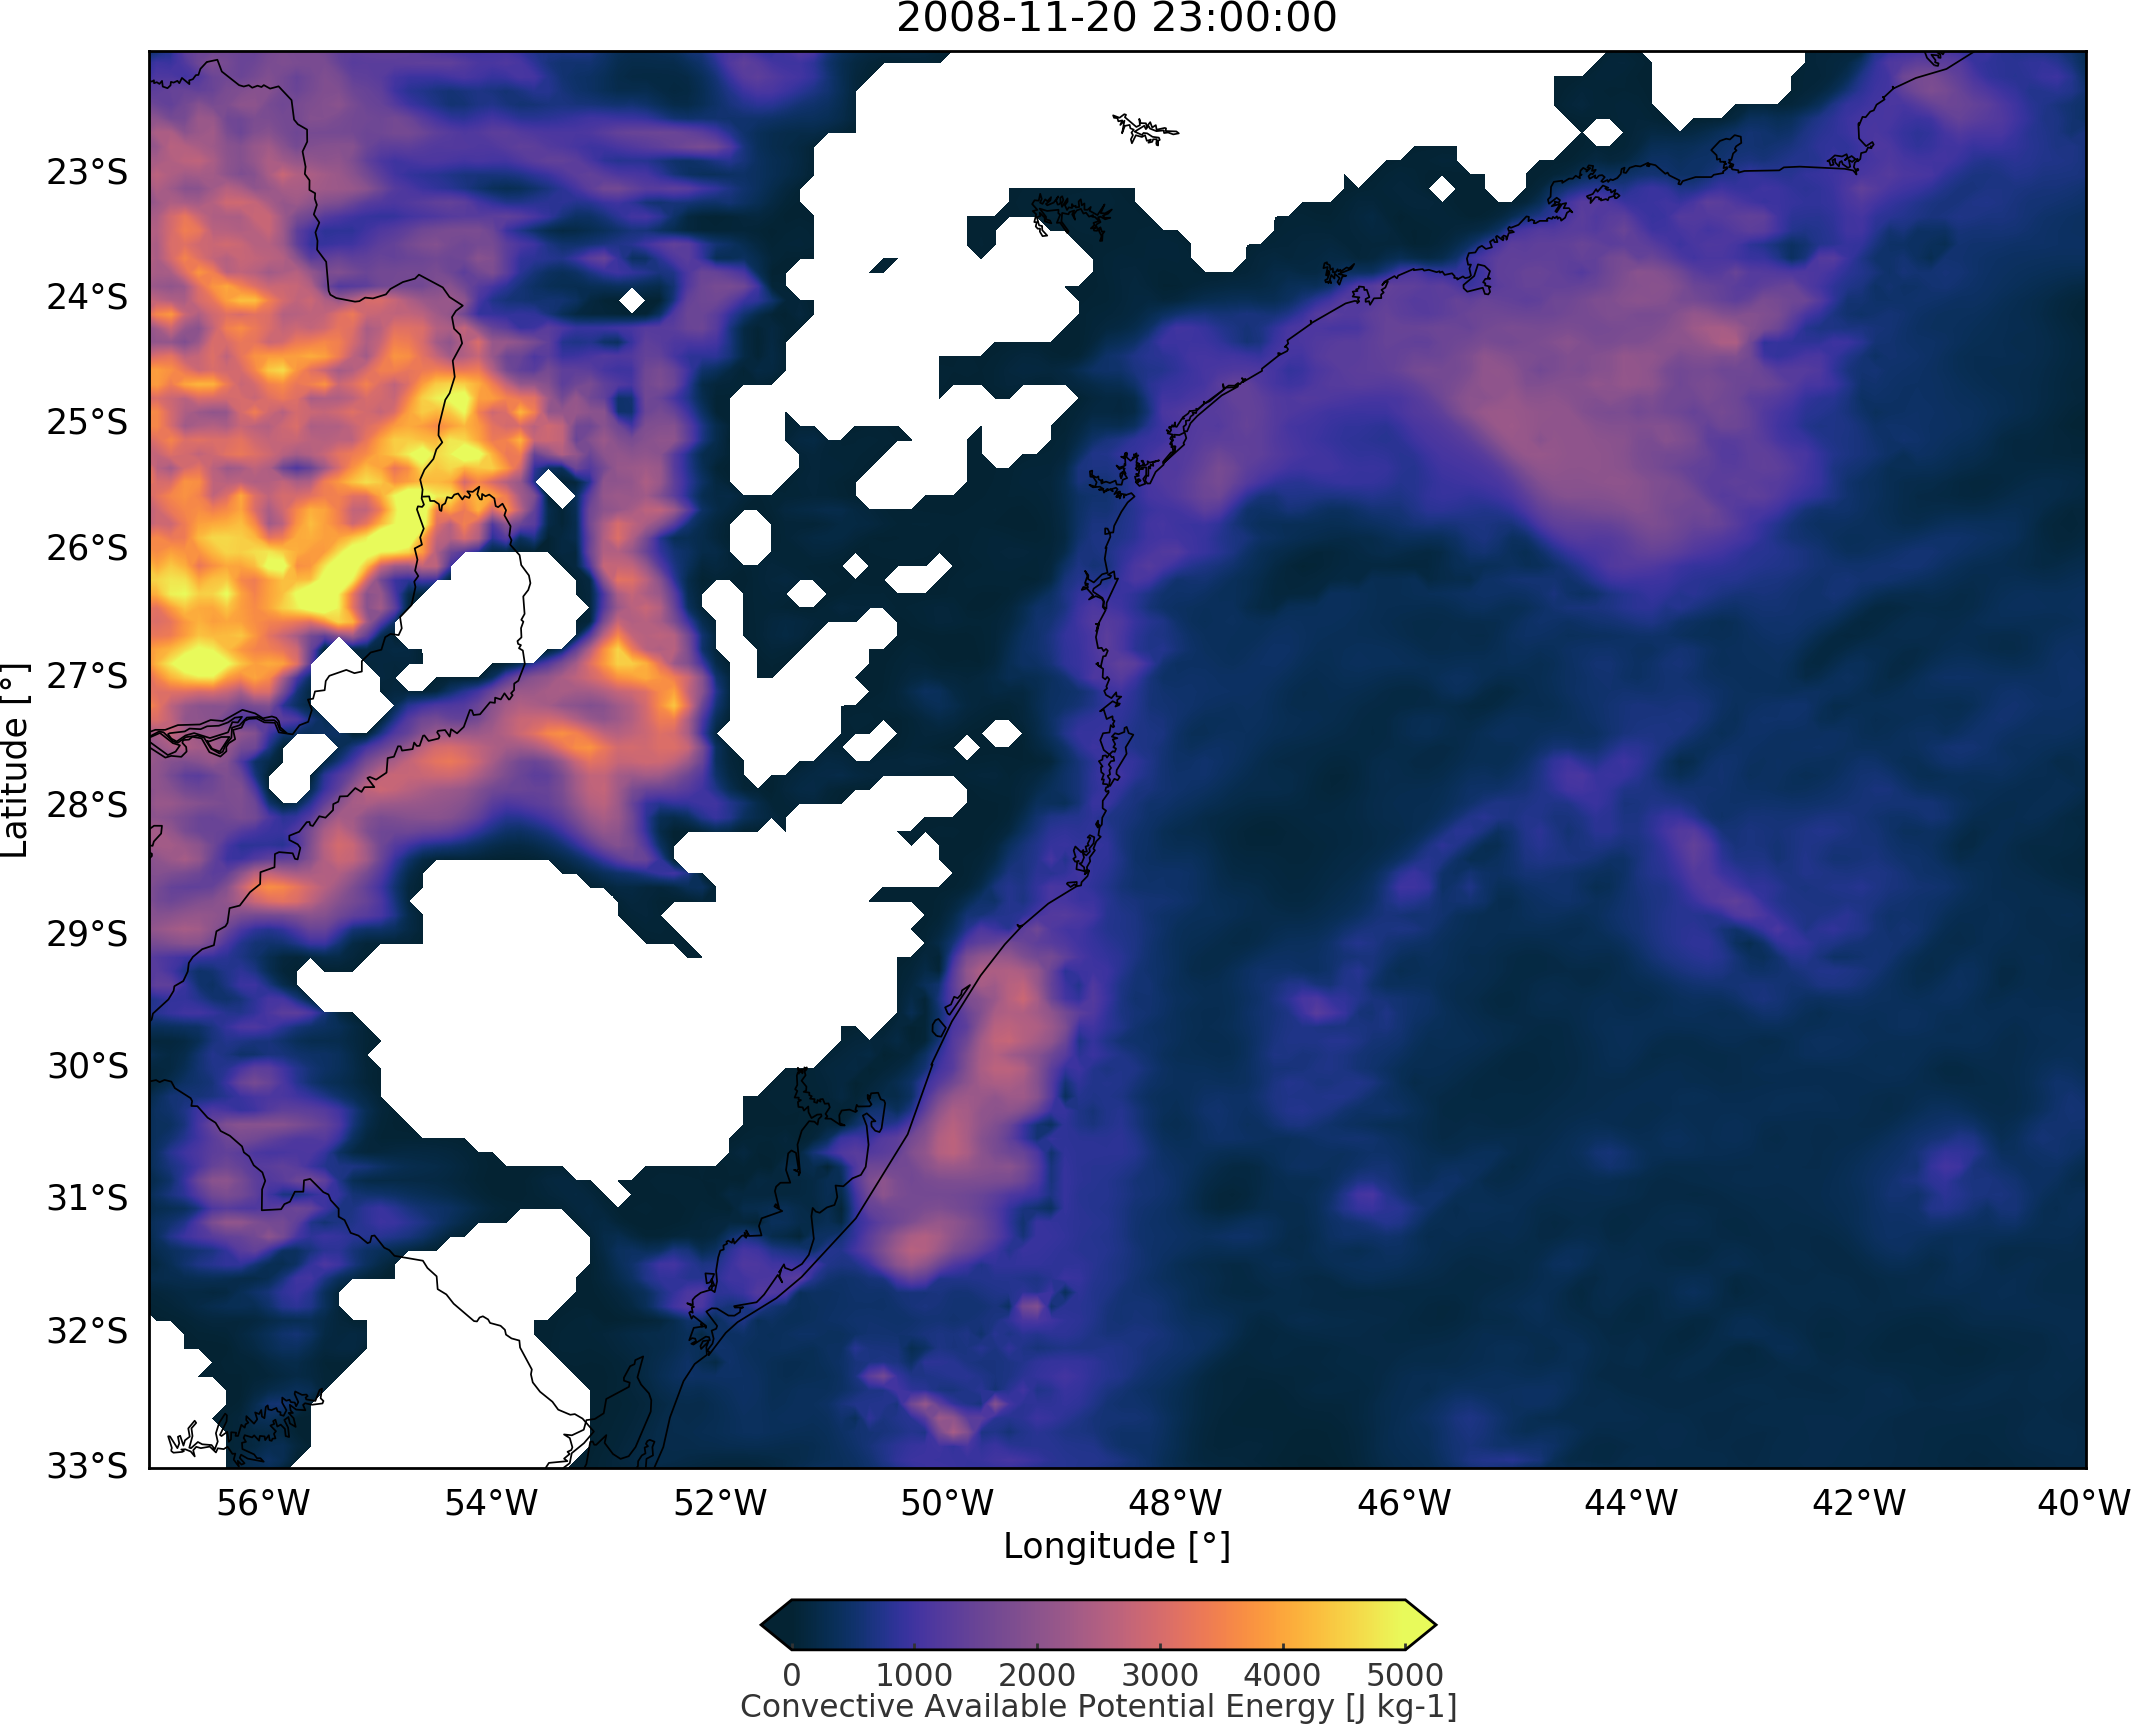 2008-11-20 23:00:00
23°S
24°S
25°S
26°S
27°S
28°S
29°S
30°S
31°S
32°S
33°S
Latitude [°]
56°W 54°W 52°W 50°W 48°W 46°W 44°W 42°W 40°W
Longitude [°]
0 1000 2000 3000 4000 5000
Convective Available Potential Energy [J kg-1]